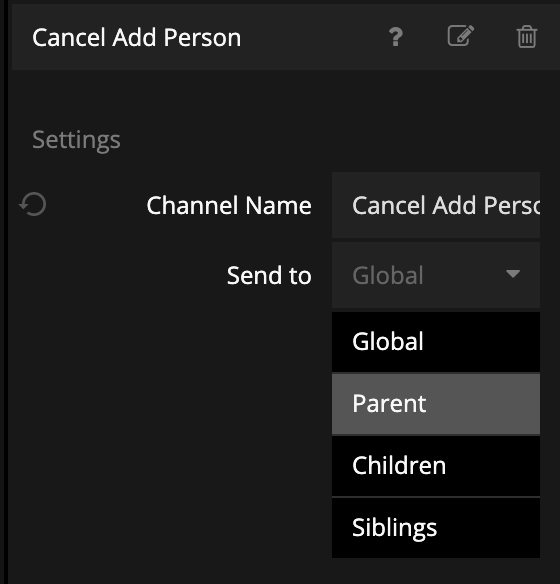 Cancel Add Person ?
Settings
Channel Name Cancel Add Perso
Send to Global
Global
Parent
Children
Siblings